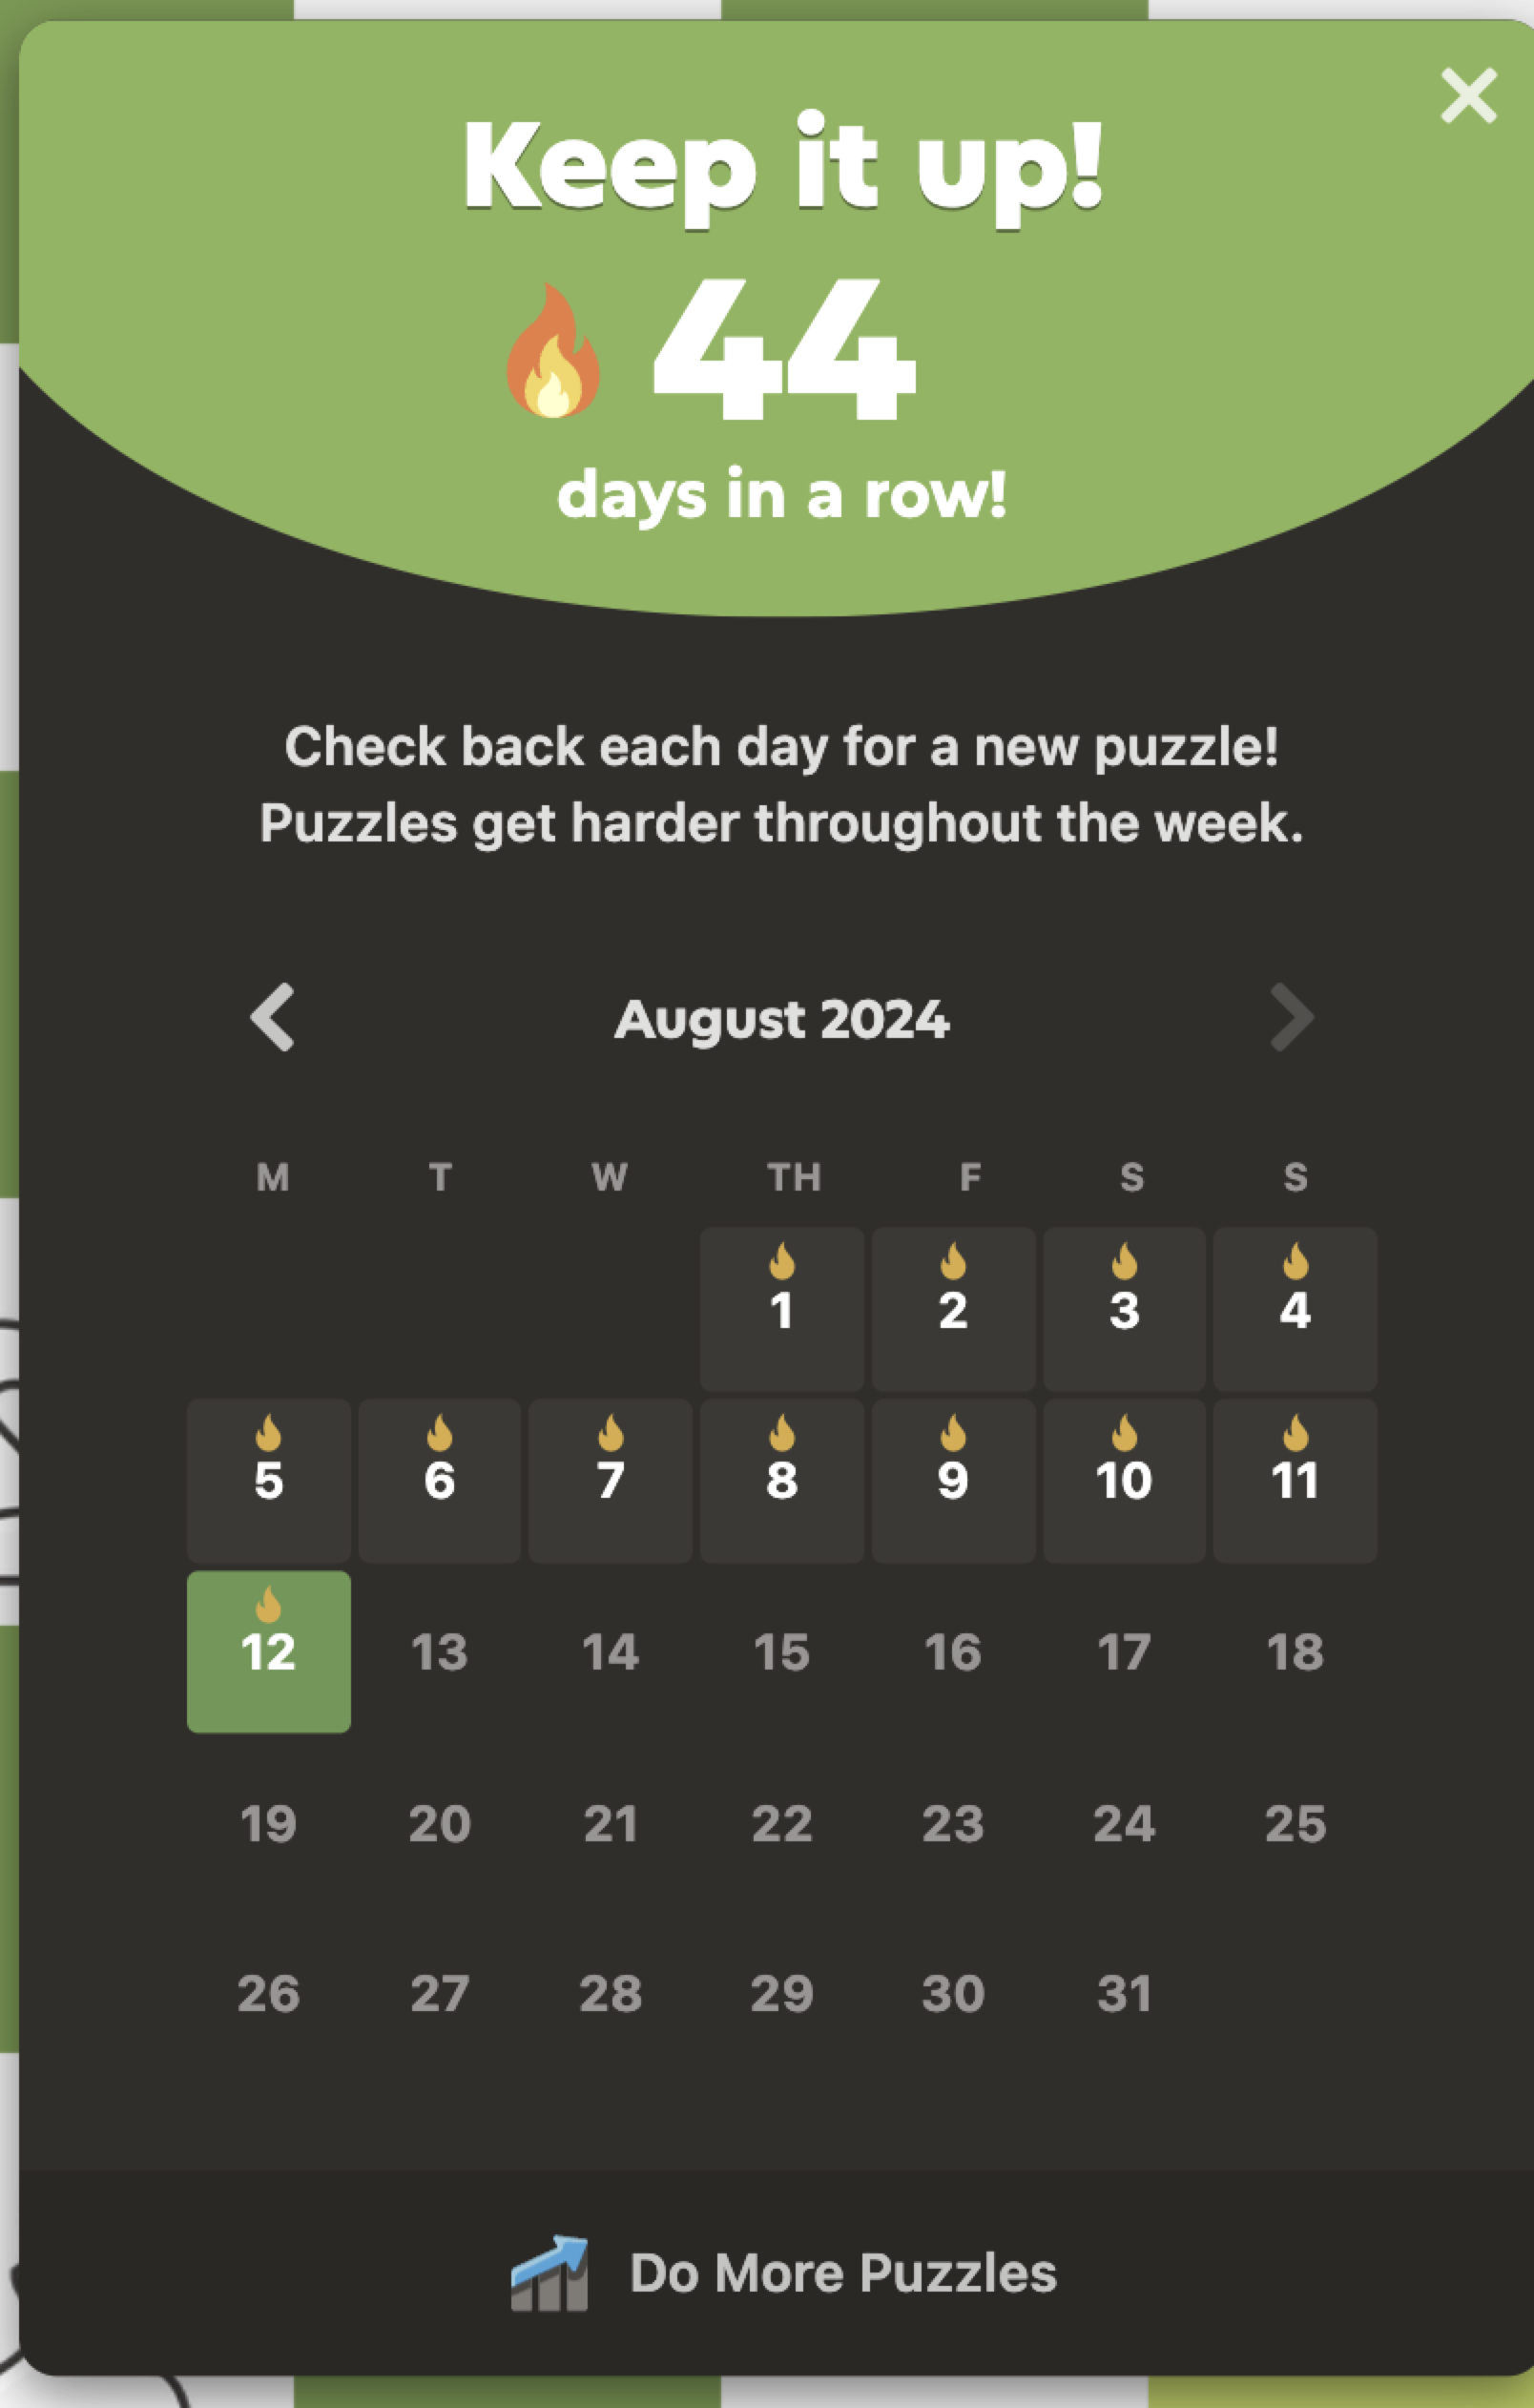 Keep it up!
44
days in a row!
Check back each day for a new puzzle!
Puzzles get harder throughout the week.
August 2024
M T W TH F S S
1 2 3 4
5 6 7 8 9 10 11
12 13 14 15 16 17 18
19 20 21 22 23 24 25
26 27 28 29 30 31
Do More Puzzles